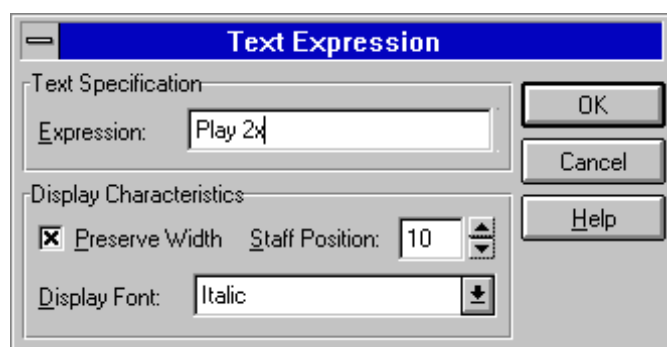 Text Expression
Text Specification
Expression: Play 2x
OK
Cancel
Display Characteristics
Preserve Width Staff Position: 10
Help
Display Font: Italic